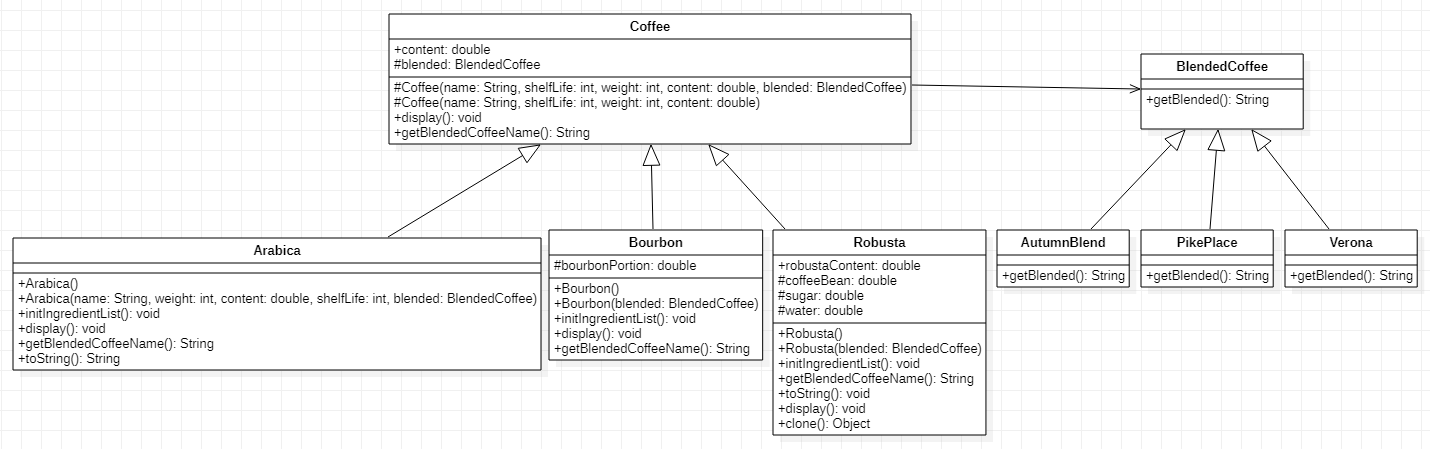 Coffee
+content: double
#blended: BlendedCoffee
#Coffee(name: String, shelfLife: int, weight: int, content: double, blended: BlendedCoffee)
#Coffee(name: String, shelfLife: int, weight: int, content: double)
+display(): void
+getBlendedCoffeeName(): String
BlendedCoffee
+getBlended(): String
Arabica
+Arabica()
+Arabica(name: String, weight: int, content: double, shelfLife: int, blended: BlendedCoffee)
+initIngredientList(): void
+display(): void
+getBlendedCoffeeName(): String
+toString(): String
Bourbon
#bourbonPortion: double
+Bourbon()
+Bourbon(blended: BlendedCoffee)
+initIngredientList(): void
+display(): void
+getBlendedCoffeeName(): String
Robusta
+robustaContent: double
#coffeeBean: double
#sugar: double
#water: double
+Robusta()
+Robusta(blended: BlendedCoffee)
+initIngredientList(): void
+getBlendedCoffeeName(): String
+toString(): void
+display(): void
+clone(): Object
AutumnBlend
+getBlended(): String
PikePlace
+getBlended(): String
Verona
+getBlended(): String